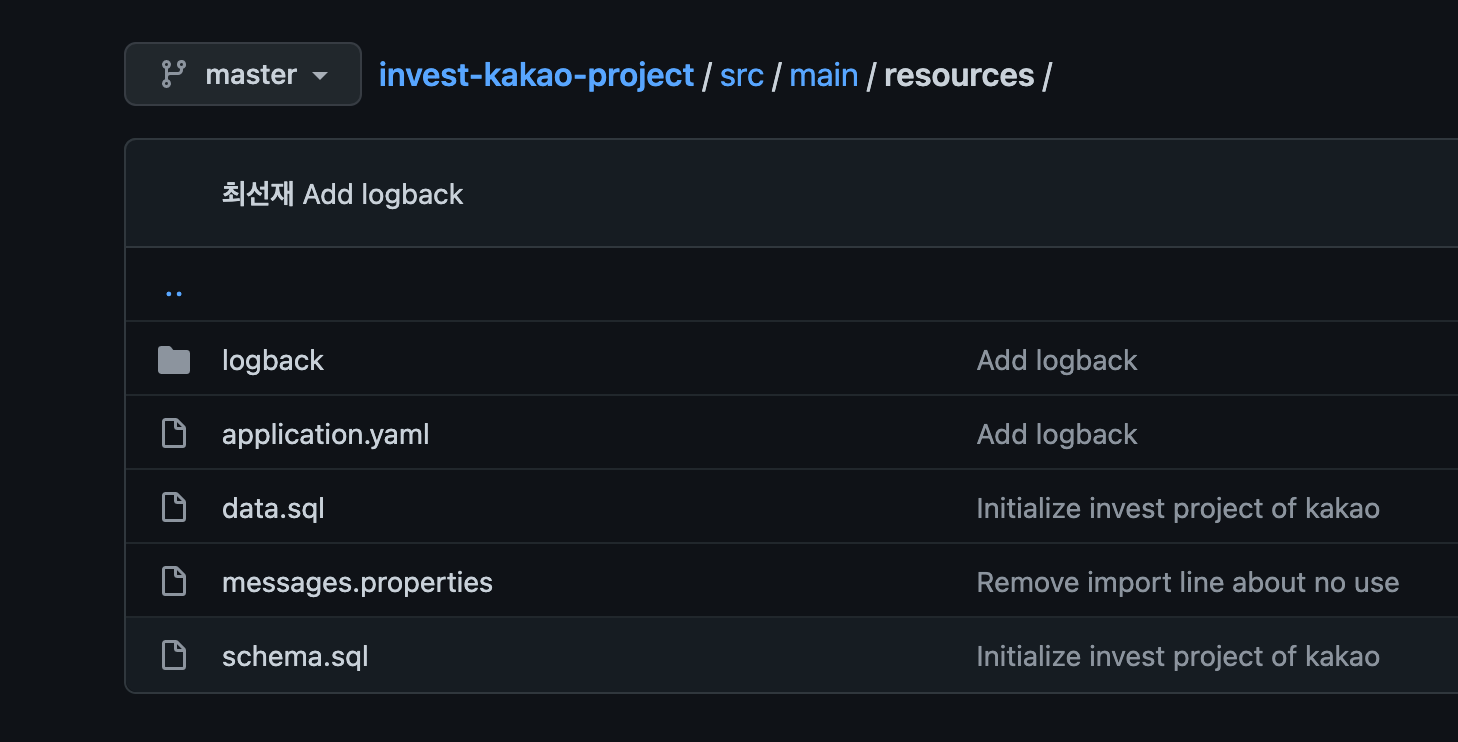 master invest-kakao-project / src / main / resources /
최선재 Add logback
..
logback Add logback
application.yaml Add logback
data.sql Initialize invest project of kakao
messages.properties Remove import line about no use
schema.sql Initialize invest project of kakao